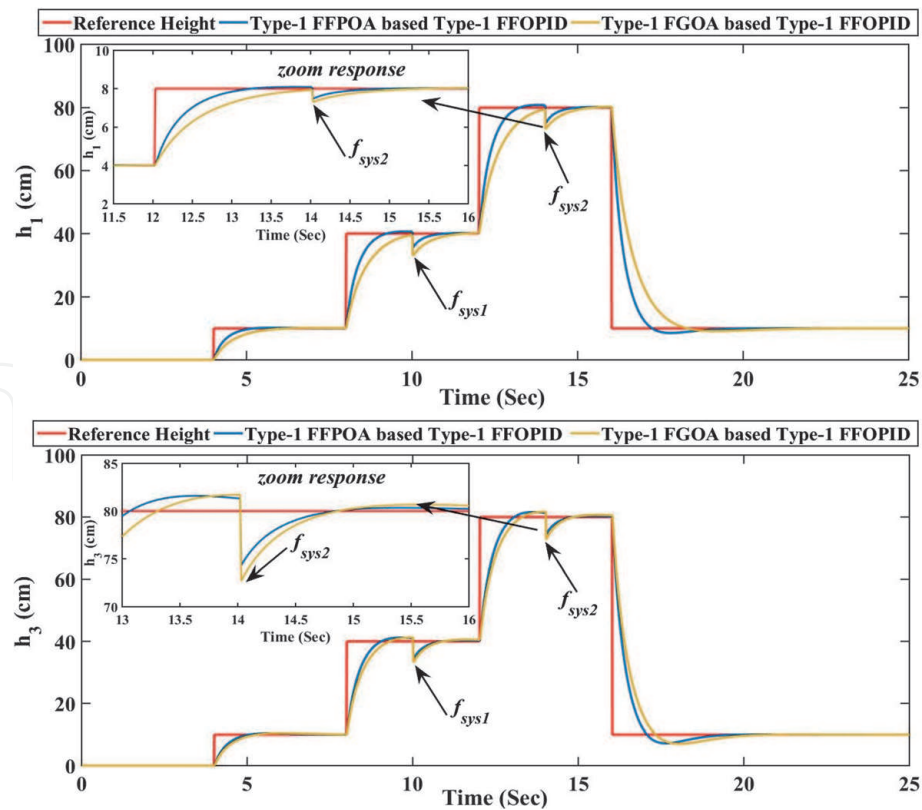 Reference Height Type-1 FFPOA based Type-1 FFOPID Type-1 FGOA based Type-1 FFOPID
100
80
60
40
20
0
h1 (cm)
zoom response
8
6
4
2
h1 (cm)
11.5 12 12.5 13 13.5 14 14.5 15 15.5 16
Time (Sec)
fsys2
fsys2
fsys1
0 5 10 15 20 25
Time (Sec)
Reference Height Type-1 FFPOA based Type-1 FFOPID Type-1 FGOA based Type-1 FFOPID
100
80
60
40
20
0
h3 (cm)
zoom response
85
80
75
70
h3 (cm)
13 13.5 14 14.5 15 15.5 16
Time (Sec)
fsys2
fsys2
fsys1
0 5 10 15 20 25
Time (Sec)